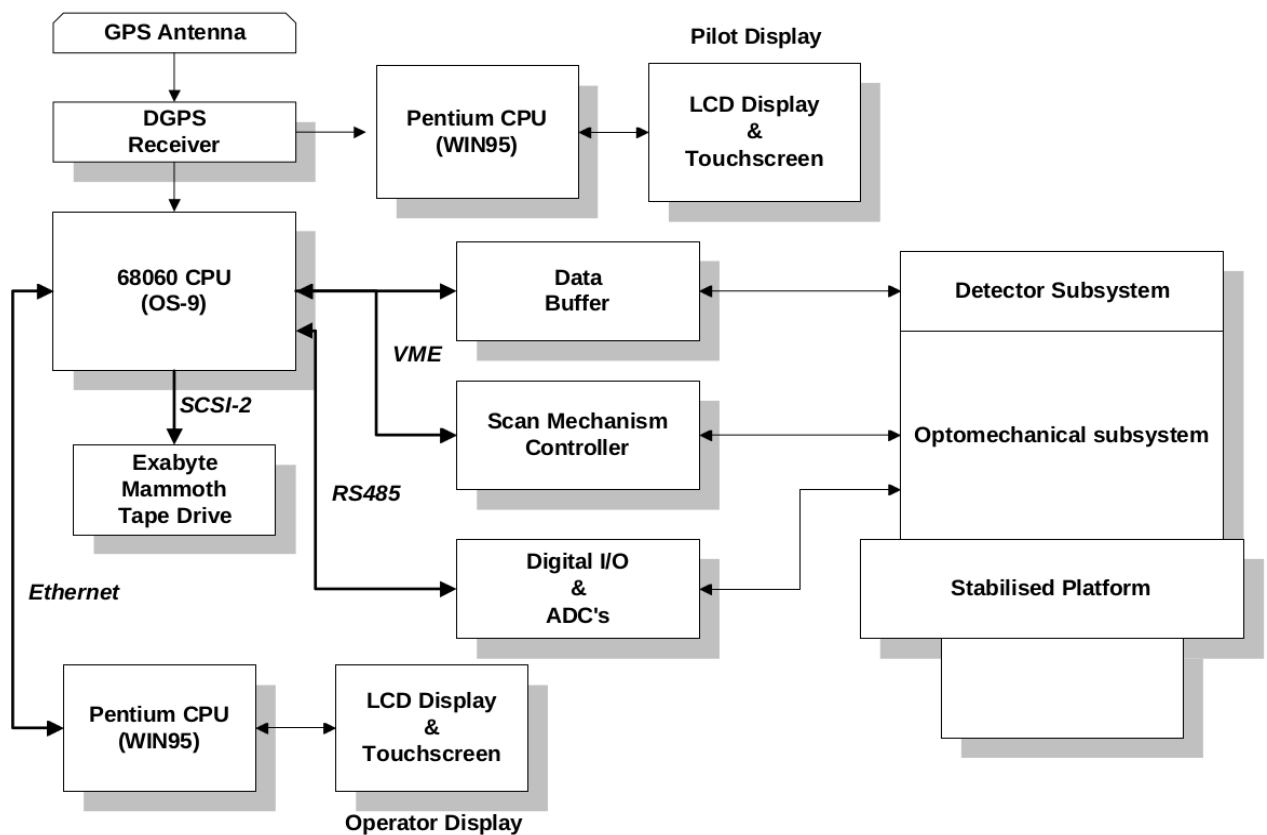 GPS Antenna
Pilot Display
DGPS
Receiver
Pentium CPU
(WIN95)
LCD Display
&
Touchscreen
68060 CPU
(OS-9)
Data
Buffer
Detector Subsystem
VME
SCSI-2
Scan Mechanism
Controller
Optomechanical subsystem
Exabyte
Mammoth
Tape Drive
RS485
Digital I/O
&
ADC's
Stabilised Platform
Ethernet
Pentium CPU
(WIN95)
LCD Display
&
Touchscreen
Operator Display